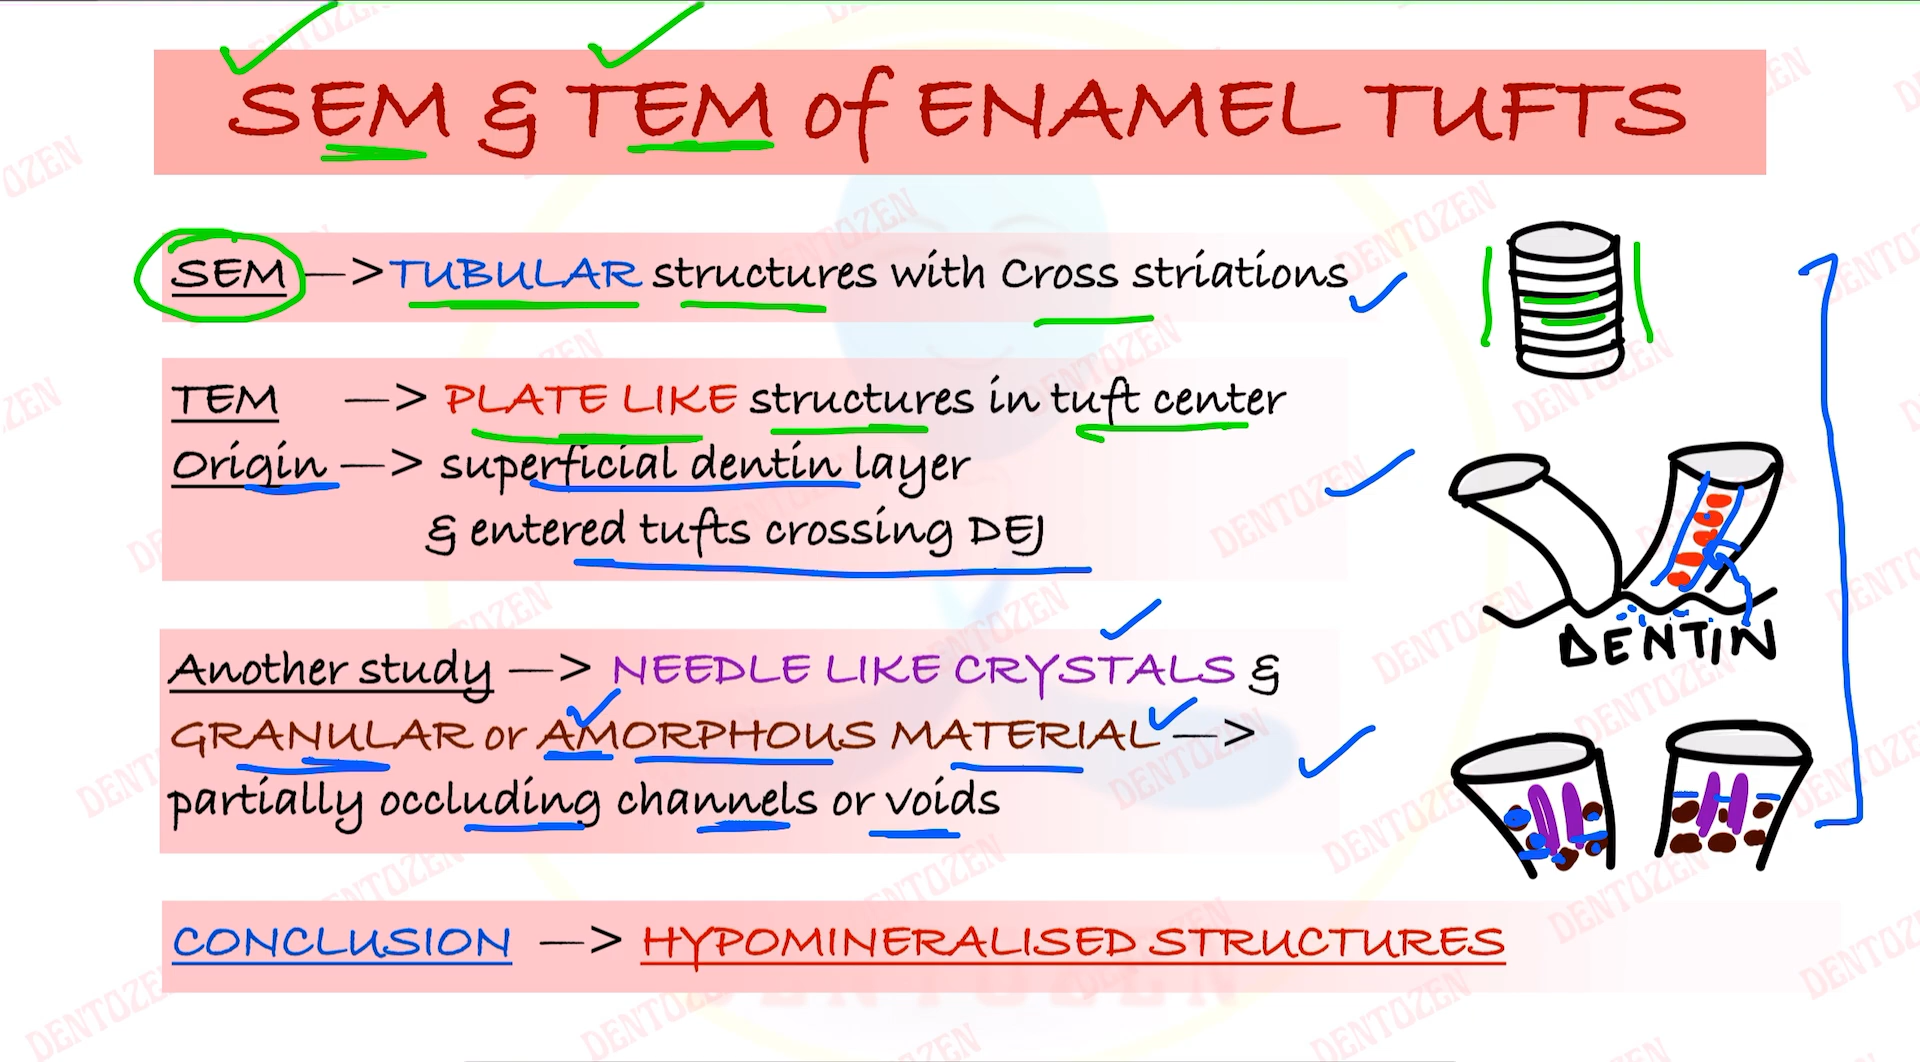 SEM & TEM of ENAMEL TUFTS
SEM —> TUBULAR structures with Cross striations
TEM —> PLATE LIKE structures in tuft center
Origin —> superficial dentin layer
& entered tufts crossing DEJ
DENTIN
Another study —> NEEDLE LIKE CRYSTALS &
GRANULAR or AMORPHOUS MATERIAL —>
partially occluding channels or voids
CONCLUSION —> HYPOMINERALISED STRUCTURES
DENTOZEN